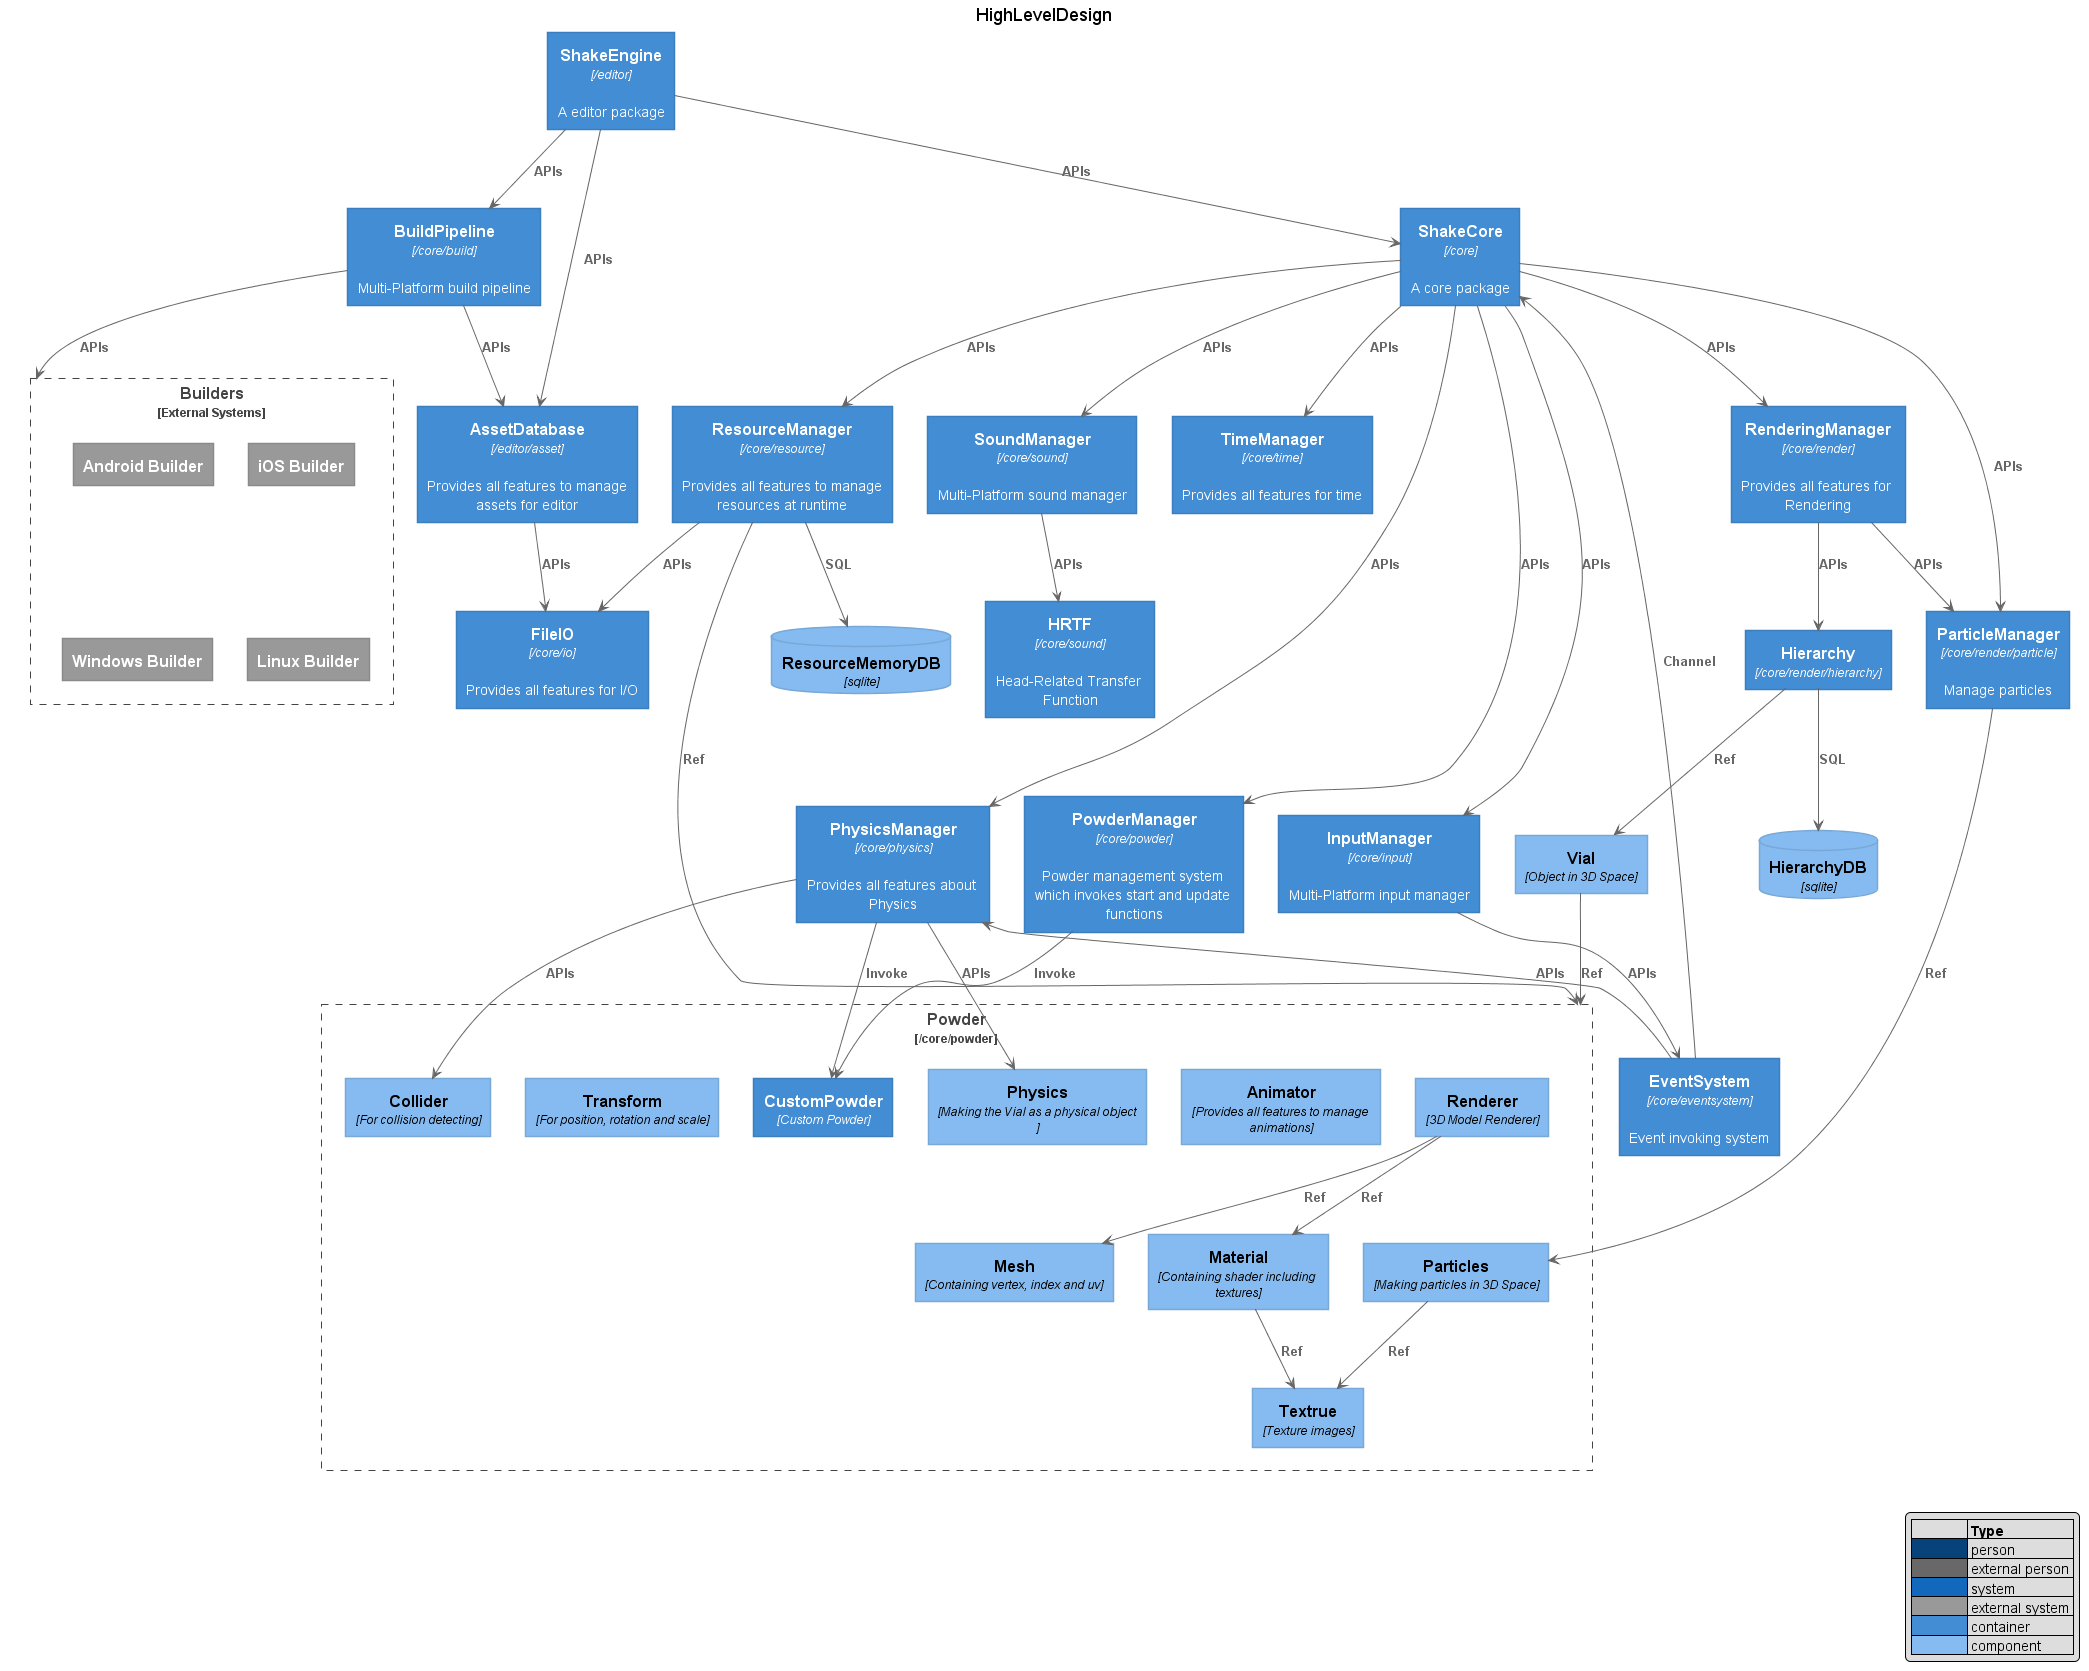 HighLevelDesign
ShakeEngine
[/editor]
A editor package
APIs
APIs
APIs
BuildPipeline
[/core/build]
Multi-Platform build pipeline
ShakeCore
[/core]
A core package
APIs
APIs
APIs
APIs
APIs
APIs
APIs
Builders
[External Systems]
Android Builder
iOS Builder
Windows Builder
Linux Builder
AssetDatabase
[/editor/asset]
Provides all features to manage
assets for editor
ResourceManager
[/core/resource]
Provides all features to manage
resources at runtime
SoundManager
[/core/sound]
Multi-Platform sound manager
TimeManager
[/core/time]
Provides all features for time
RenderingManager
[/core/render]
Provides all features for
Rendering
APIs
APIs
SQL
APIs
APIs
APIs
APIs
APIs
APIs
FileIO
[/core/io]
Provides all features for I/O
ResourceMemoryDB
[sqlite]
HRTF
[/core/sound]
Head-Related Transfer
Function
Channel
Hierarchy
[/core/render/hierarchy]
ParticleManager
[/core/render/particle]
Manage particles
Ref
Ref
SQL
PhysicsManager
[/core/physics]
Provides all features about
Physics
PowderManager
[/core/powder]
Powder management system
which invokes start and update
functions
InputManager
[/core/input]
Multi-Platform input manager
Vial
[Object in 3D Space]
HierarchyDB
[sqlite]
APIs
Invoke
APIs
Invoke
APIs
Ref
APIs
Ref
Powder
[/core/powder]
Collider
[For collision detecting]
Transform
[For position, rotation and scale]
CustomPowder
[Custom Powder]
Physics
[Making the Vial as a physical object
]
Animator
[Provides all features to manage
animations]
Renderer
[3D Model Renderer]
EventSystem
[/core/eventsystem]
Event invoking system
Ref
Ref
Mesh
[Containing vertex, index and uv]
Material
[Containing shader including
textures]
Particles
[Making particles in 3D Space]
Ref
Ref
Textrue
[Texture images]
Type
person
external person
system
external system
container
component